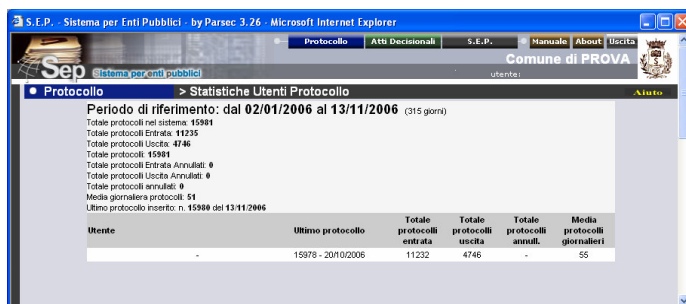 S.E.P. - Sistema per Enti Pubblici - by Parsec 3.26 - Microsoft Internet Explorer
Protocollo Atti Decisionali S.E.P. Manuale About Uscita
Sep Sistema per enti pubblici
Comune di PROVA
utente:
Protocollo > Statistiche Utenti Protocollo Aiuto
Periodo di riferimento: dal 02/01/2006 al 13/11/2006 (315 giorni)
Totale protocolli nel sistema: 15981
Totale protocolli Entrata: 11235
Totale protocolli Uscita: 4746
Totale protocolli: 15981
Totale protocolli Entrata Annullati: 0
Totale protocolli Uscita Annullati: 0
Totale protocolli annullati: 0
Media giornaliera protocolli: 51
Ultimo protocollo inserito: n. 15980 del 13/11/2006
Utente Ultimo protocollo Totale protocolli entrata Totale protocolli uscita Totale protocolli annull. Media protocolli giornalieri
- 15978 - 20/10/2006 11232 4746 - 55